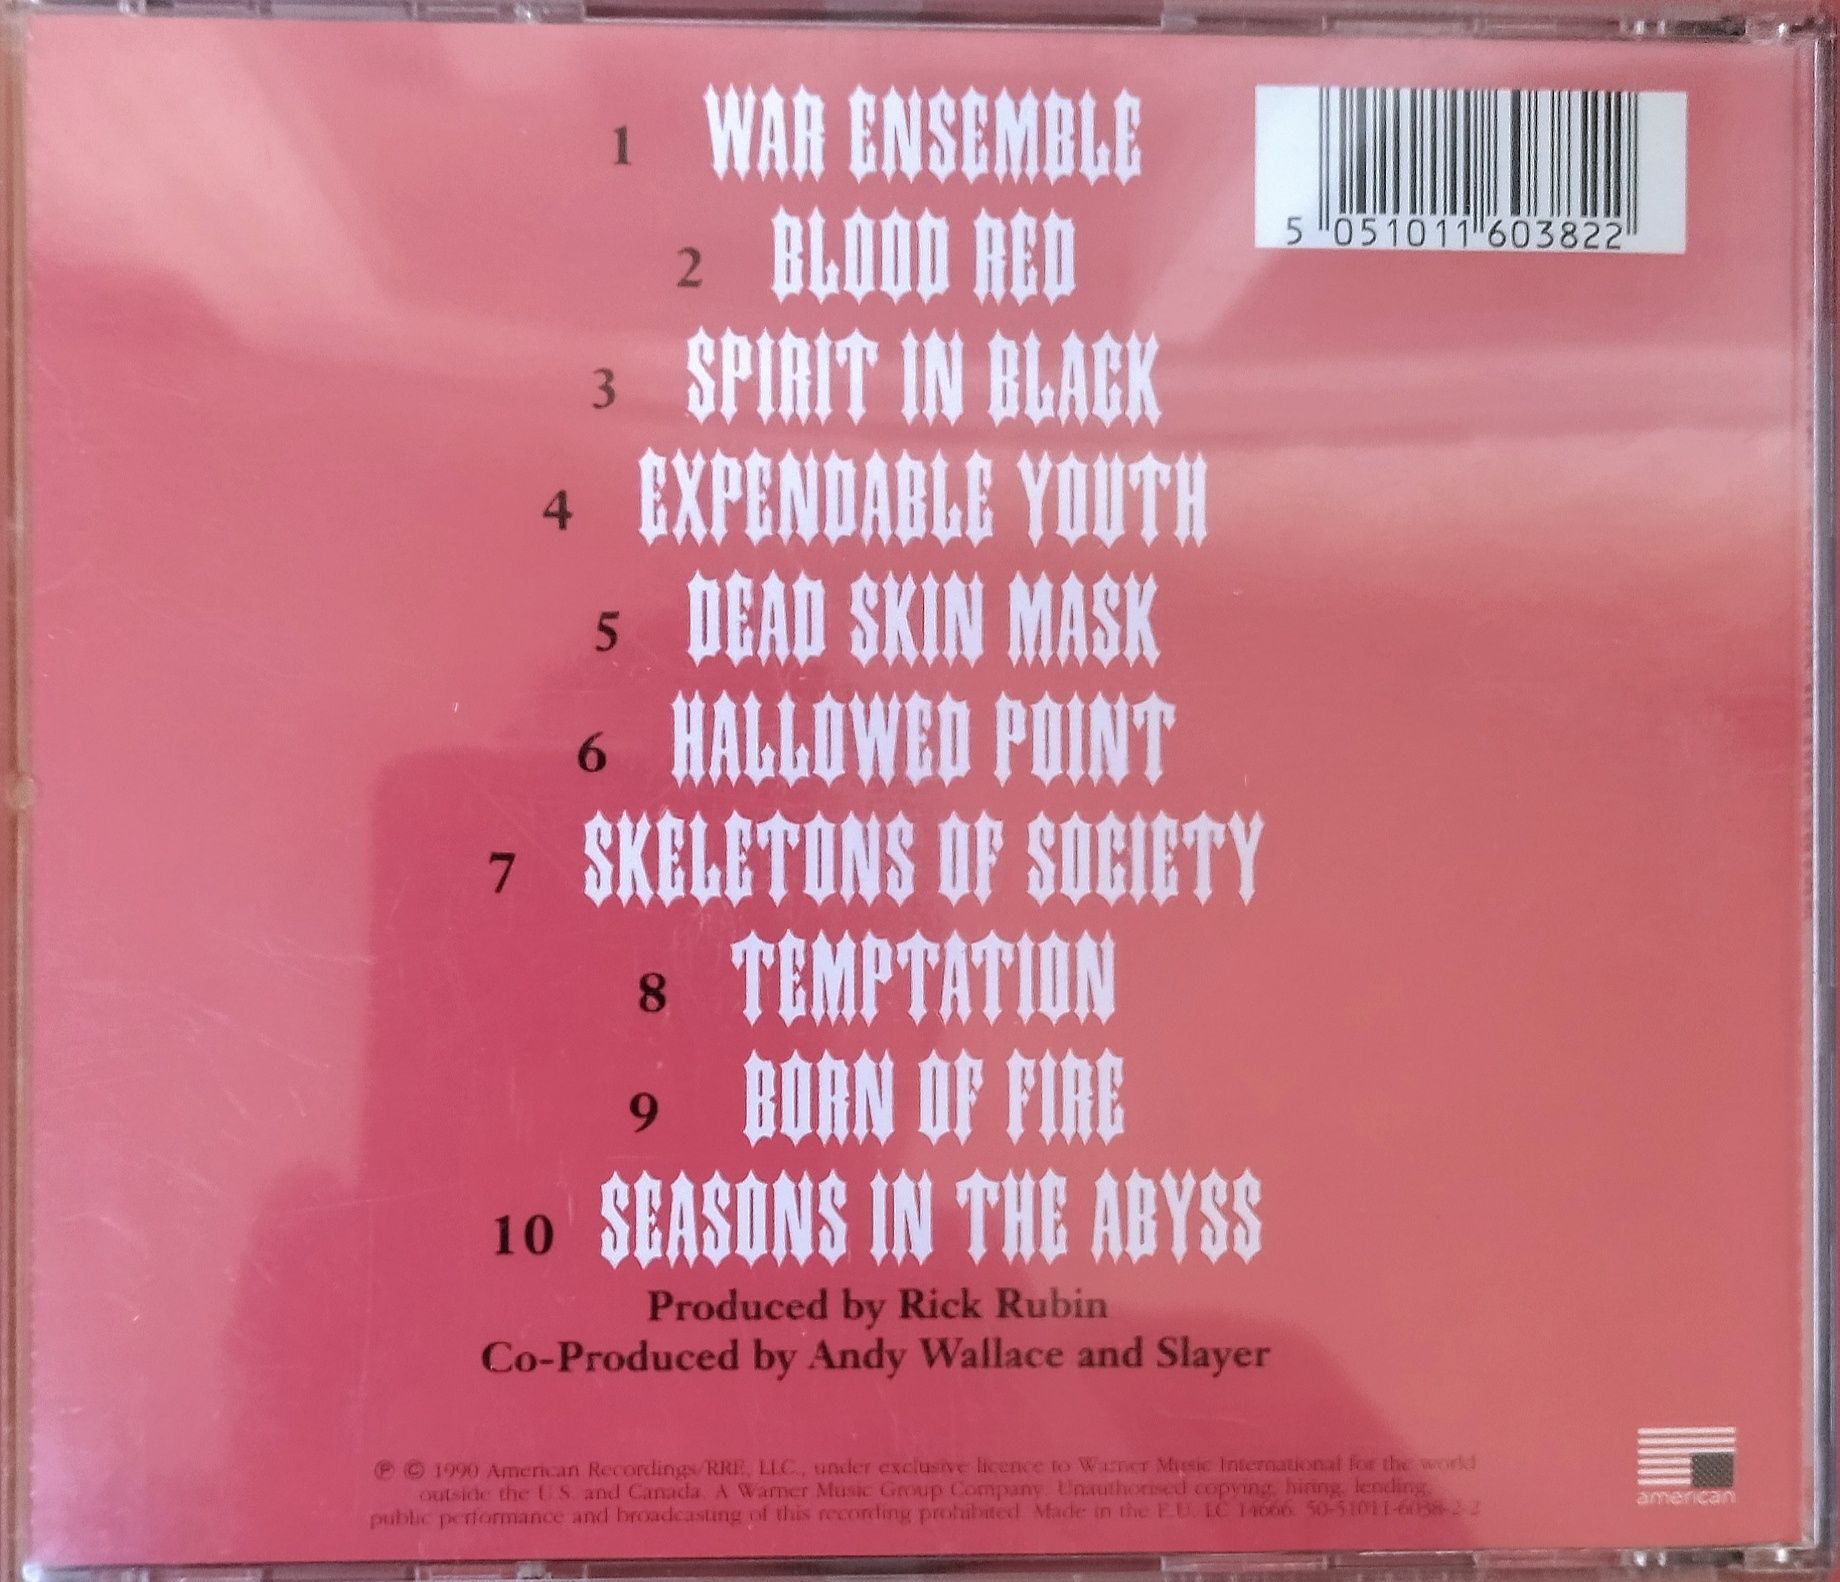 1 WAR ENSEMBLE
5 051011 603822
2 BLOOD RED
3 SPIRIT IN BLACK
4 EXPENDABLE YOUTH
5 DEAD SKIN MASK
6 HALLOWED POINT
7 SKELETONS OF SOCIETY
8 TEMPTATION
9 BORN OF FIRE
10 SEASONS IN THE ABYSS
Produced by Rick Rubin
Co-Produced by Andy Wallace and Slayer
℗ © 1990 American Recordings/RRE, LLC., under exclusive licence to Warner Music International for the world
outside the U.S. and Canada. A Warner Music Group Company. Unauthorised copying, hiring, lending,
public performance and broadcasting of this recording prohibited. Made in the E.U. LC 14666. 50-51011-6038-2-2
american